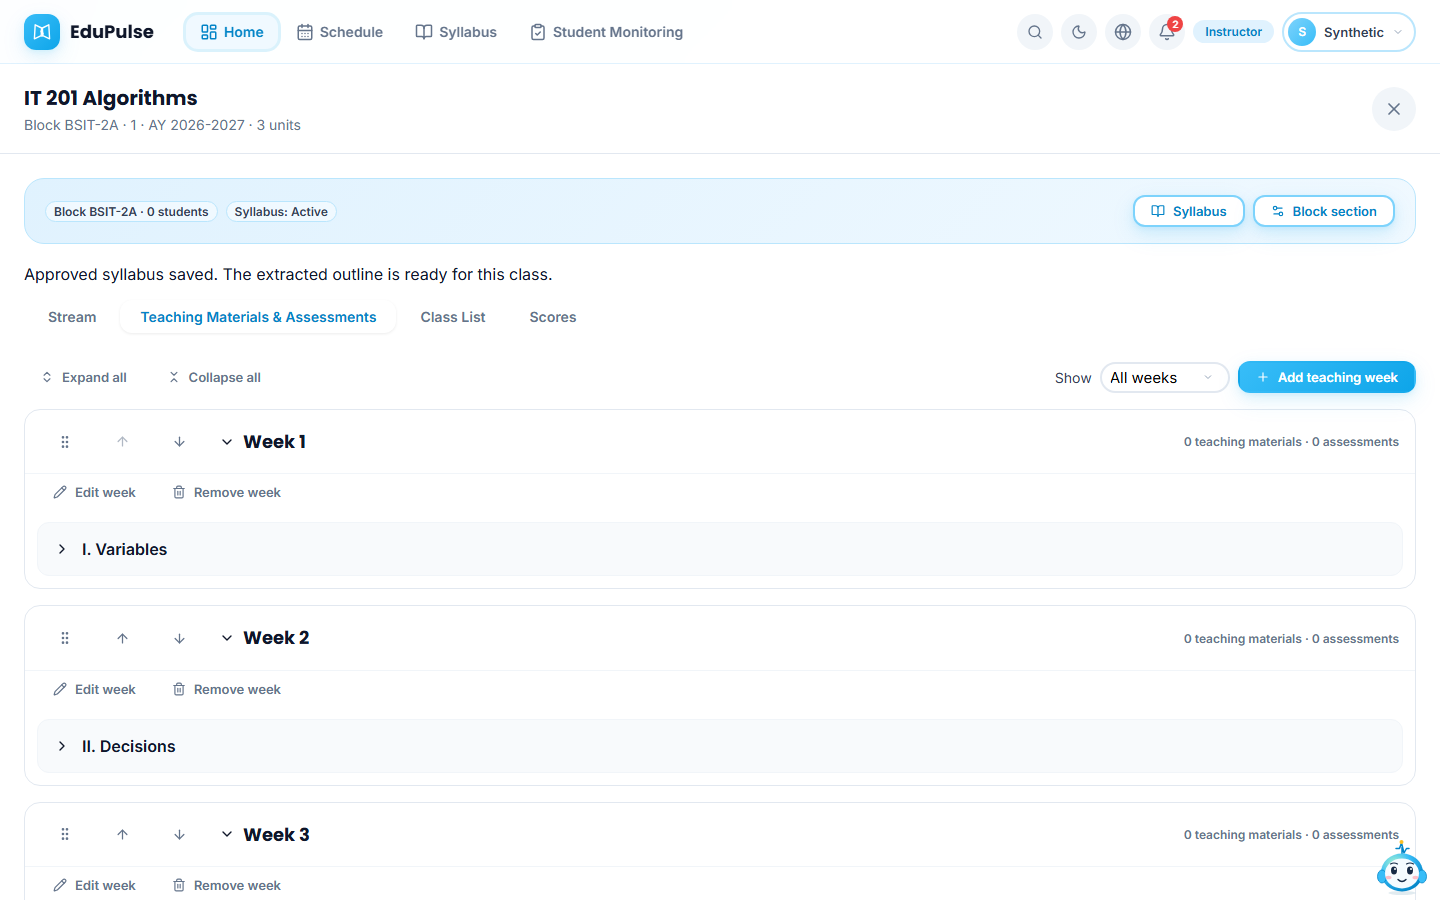 EduPulse
Home
Schedule
Syllabus
Student Monitoring
2
Instructor
S
Synthetic
IT 201 Algorithms
Block BSIT-2A · 1 · AY 2026-2027 · 3 units
Block BSIT-2A · 0 students
Syllabus: Active
Syllabus
Block section
Approved syllabus saved. The extracted outline is ready for this class.
Stream
Teaching Materials & Assessments
Class List
Scores
Expand all
Collapse all
Show
All weeks
Add teaching week
Week 1
0 teaching materials · 0 assessments
Edit week
Remove week
I. Variables
Week 2
0 teaching materials · 0 assessments
Edit week
Remove week
II. Decisions
Week 3
0 teaching materials · 0 assessments
Edit week
Remove week